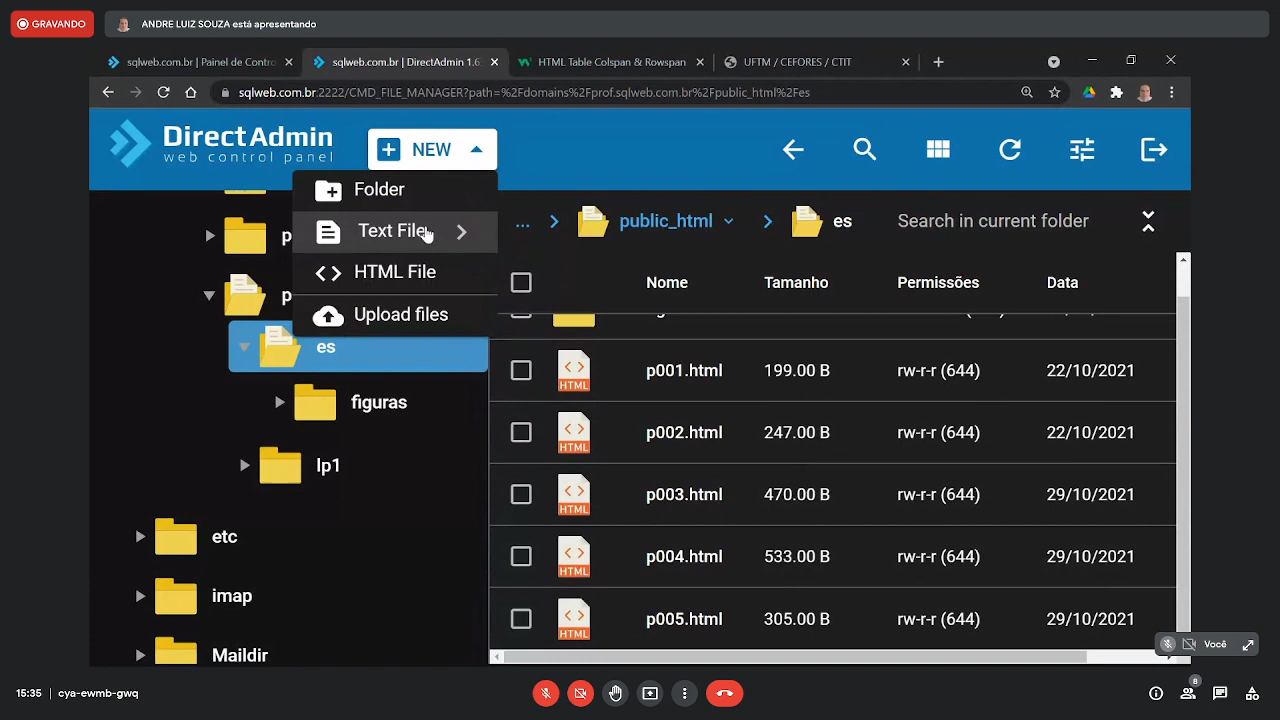 GRAVANDO
ANDRE LUIZ SOUZA está apresentando
sqlweb.com.br | Painel de Contro
sqlweb.com.br | DirectAdmin 1.6
HTML Table Colspan & Rowspan
UFTM / CEFORES / CTIT
sqlweb.com.br:2222/CMD_FILE_MANAGER?path=%2Fdomains%2Fprof.sqlweb.com.br%2Fpublic_html%2Fes
DirectAdmin
web control panel
NEW
Folder
Text File
HTML File
Upload files
p
p
es
figuras
lp1
etc
imap
Maildir
... public_html es Search in current folder
Nome Tamanho Permissões Data
p001.html 199.00 B rw-r-r (644) 22/10/2021
p002.html 247.00 B rw-r-r (644) 22/10/2021
p003.html 470.00 B rw-r-r (644) 29/10/2021
p004.html 533.00 B rw-r-r (644) 29/10/2021
p005.html 305.00 B rw-r-r (644) 29/10/2021
HTML
HTML
HTML
HTML
HTML
Você
15:35 | cya-ewmb-gwq
8